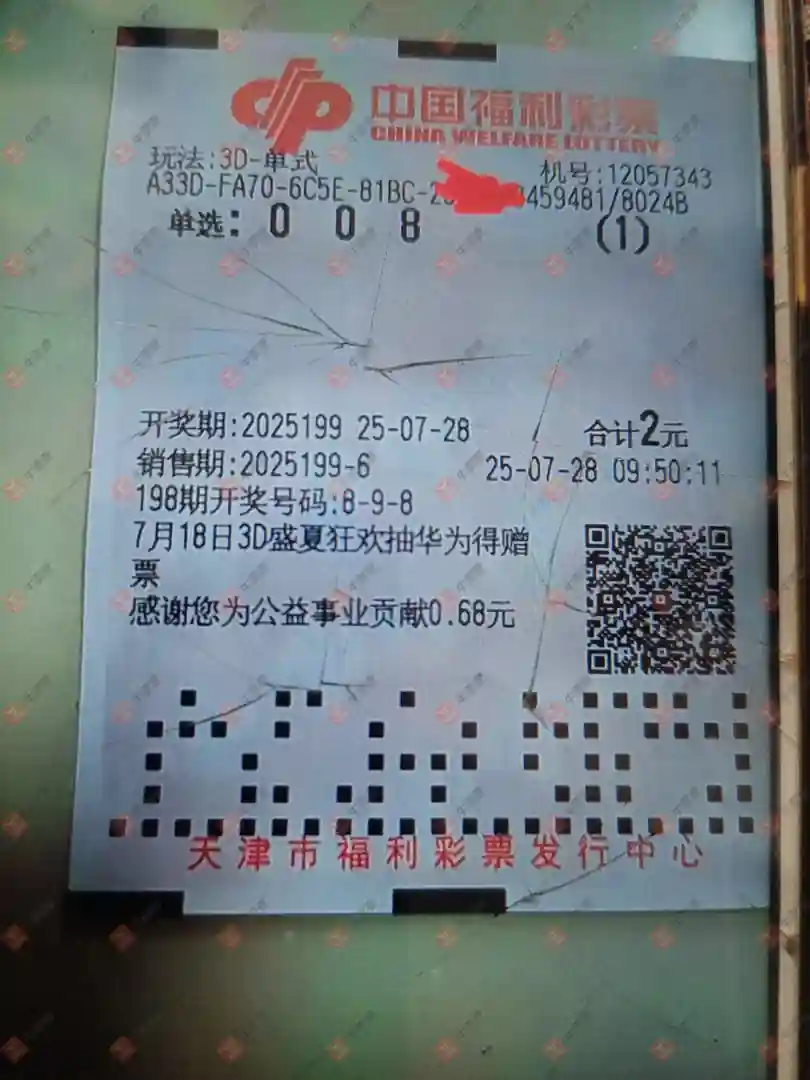 中国福利彩票
CHINA WELFARE LOTTERY
玩法:3D-单式
机号:12057343
A33D-FA70-6C5E-81BC-2 8459481/8024B
单选: 0 0 8 (1)
开奖期:2025199 25-07-28 合计2元
销售期:2025199-6 25-07-28 09:50:11
198期开奖号码:8-9-8
7月18日3D盛夏狂欢抽华为得赠
票
感谢您为公益事业贡献0.68元
天津市福利彩票发行中心